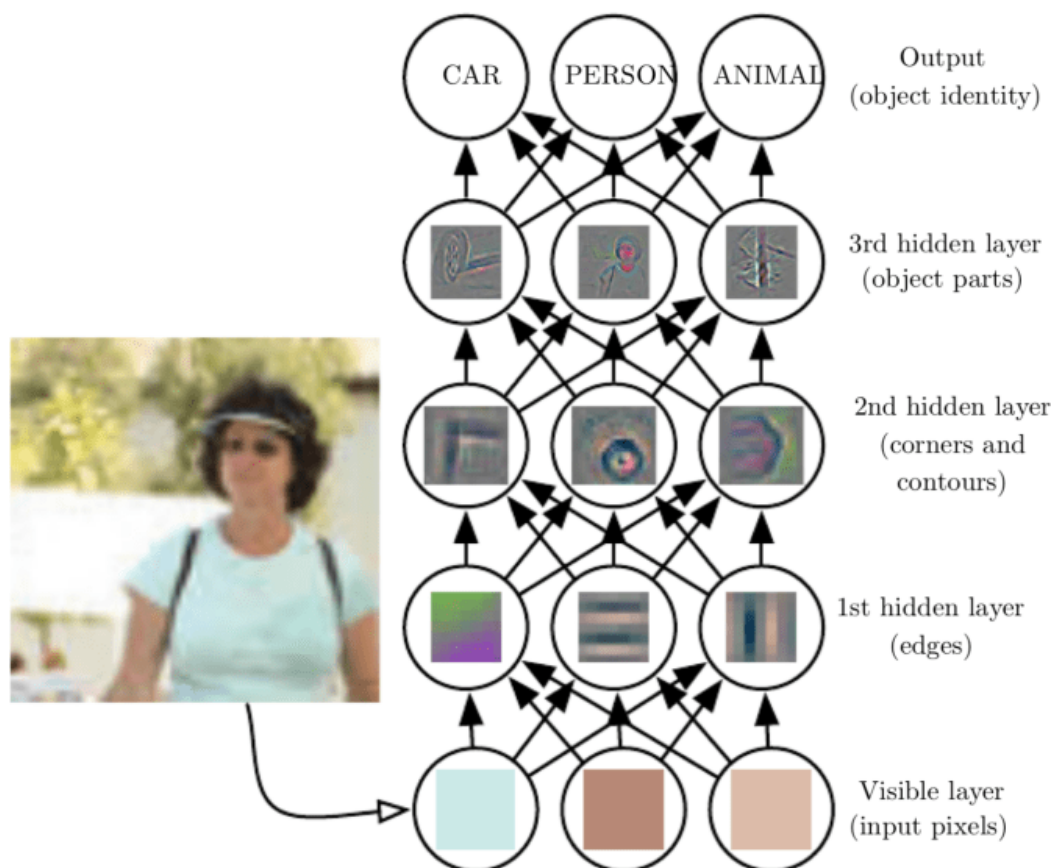 CAR
PERSON
ANIMAL
Output
(object identity)
3rd hidden layer
(object parts)
2nd hidden layer
(corners and
contours)
1st hidden layer
(edges)
Visible layer
(input pixels)